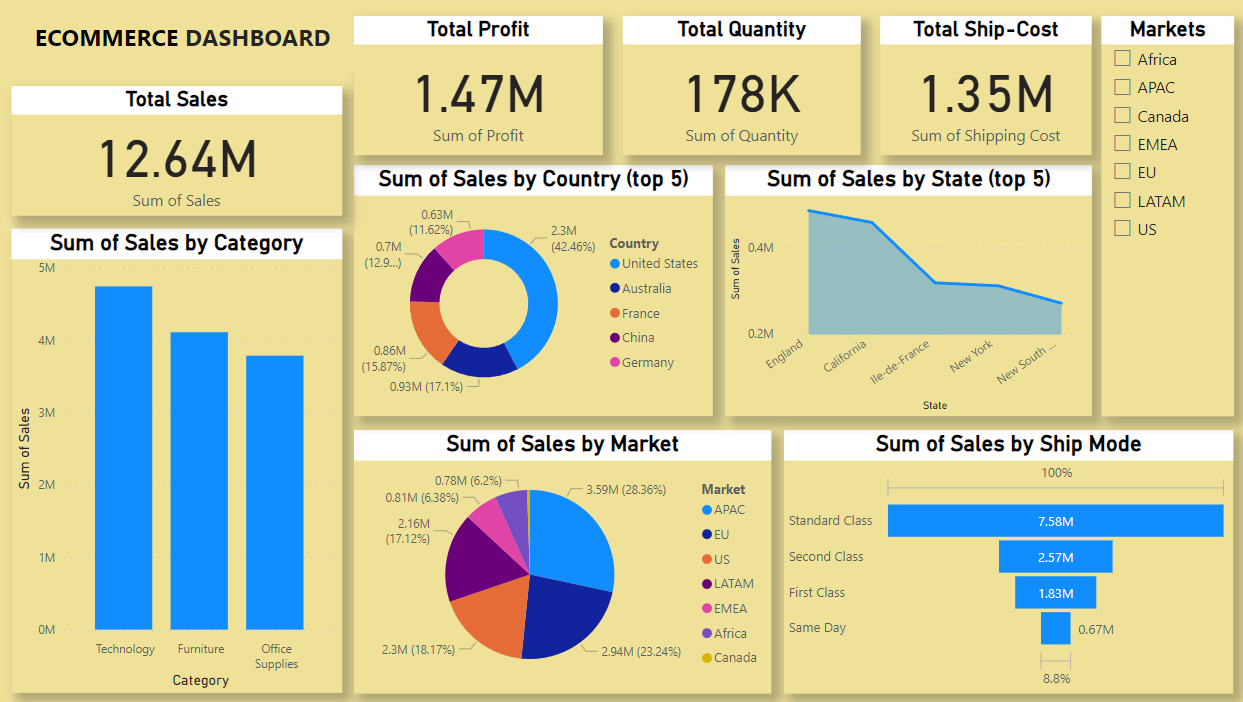 ECOMMERCE DASHBOARD
Total Sales
12.64M
Sum of Sales
Total Profit
1.47M
Sum of Profit
Total Quantity
178K
Sum of Quantity
Total Ship-Cost
1.35M
Sum of Shipping Cost
Markets
Africa
APAC
Canada
EMEA
EU
LATAM
US
Sum of Sales by Category
5M
4M
3M
2M
1M
0M
Sum of Sales
Technology
Furniture
Office
Supplies
Category
Sum of Sales by Country (top 5)
2.3M
(42.46%)
0.93M (17.1%)
0.86M
(15.87%)
0.7M
(12.9...)
0.63M
(11.62%)
Country
United States
Australia
France
China
Germany
Sum of Sales by State (top 5)
Sum of Sales
0.4M
0.2M
England
California
Ile-de-France
New York
New South ...
State
Sum of Sales by Market
3.59M (28.36%)
2.94M (23.24%)
2.3M (18.17%)
2.16M
(17.12%)
0.81M (6.38%)
0.78M (6.2%)
Market
APAC
EU
US
LATAM
EMEA
Africa
Canada
Sum of Sales by Ship Mode
100%
Standard Class
7.58M
Second Class
2.57M
First Class
1.83M
Same Day
0.67M
8.8%